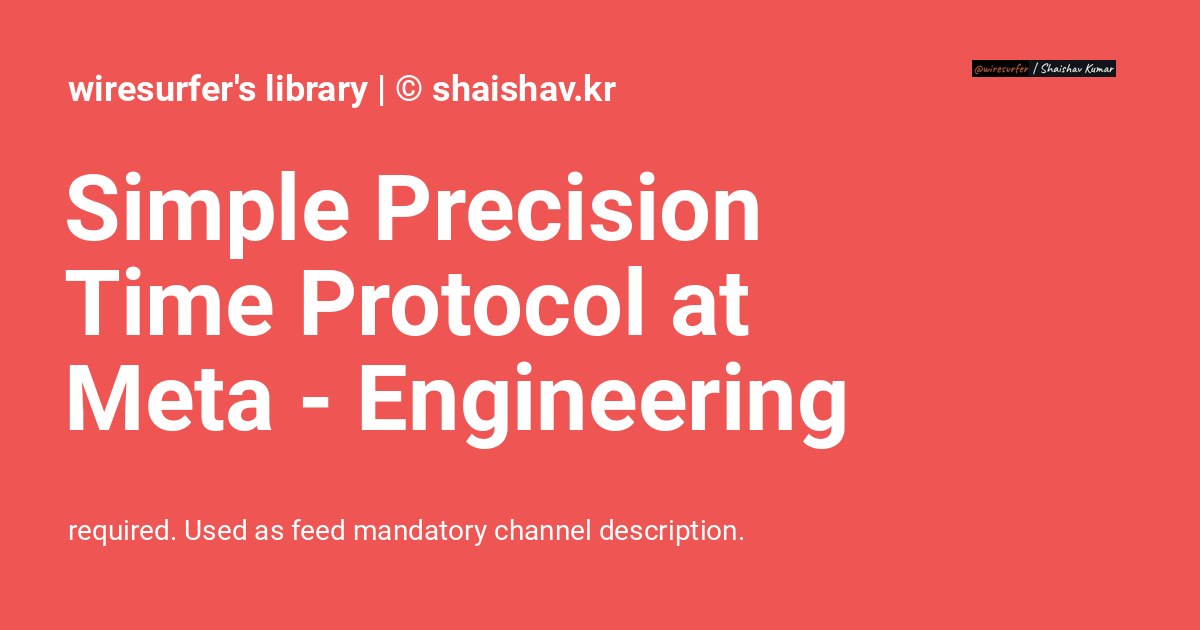 wiresurfer's library | © shaishav.kr
@wiresurfer | Shaishav Kumar
Simple Precision
Time Protocol at
Meta - Engineering
required. Used as feed mandatory channel description.